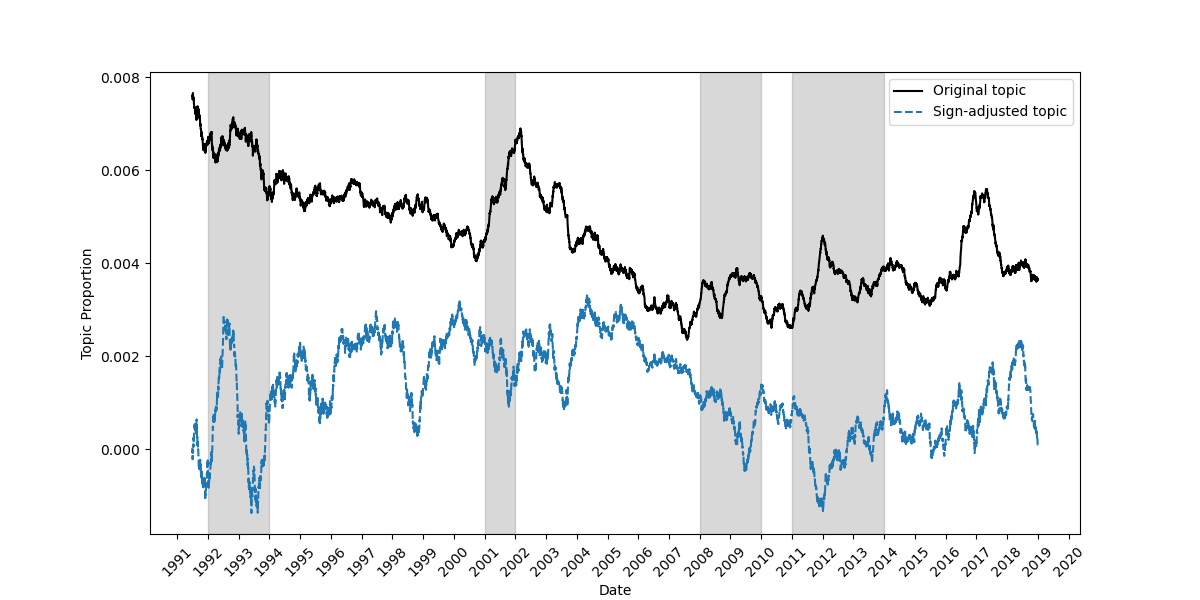 Original topic
Sign-adjusted topic
Topic Proportion
0.008
0.006
0.004
0.002
0.000
1991 1992 1993 1994 1995 1996 1997 1998 1999 2000 2001 2002 2003 2004 2005 2006 2007 2008 2009 2010 2011 2012 2013 2014 2015 2016 2017 2018 2019 2020
Date